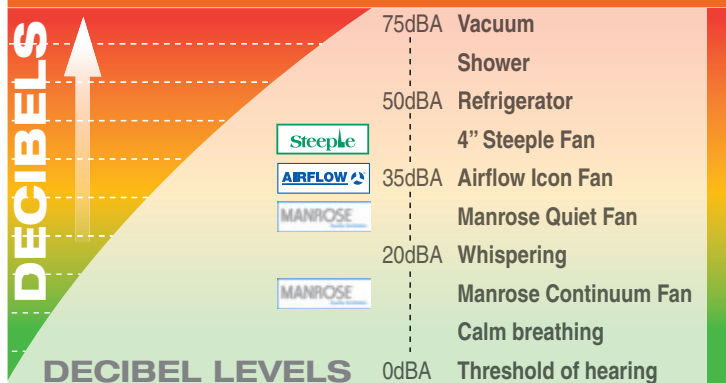 DECIBELS
75dBA Vacuum
Shower
50dBA Refrigerator
Steeple 4” Steeple Fan
AIRFLOW 35dBA Airflow Icon Fan
MANROSE Manrose Quiet Fan
20dBA Whispering
MANROSE Manrose Continuum Fan
Calm breathing
DECIBEL LEVELS 0dBA Threshold of hearing